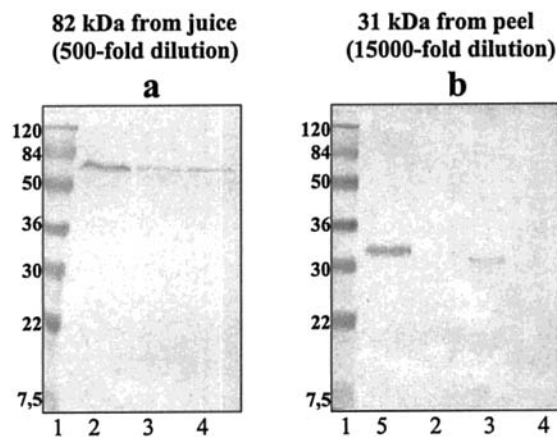 82 kDa from juice
(500-fold dilution)
a
120
84
50
36
30
22
7,5
1 2 3 4
31 kDa from peel
(15000-fold dilution)
b
120
84
50
36
30
22
7,5
1 5 2 3 4